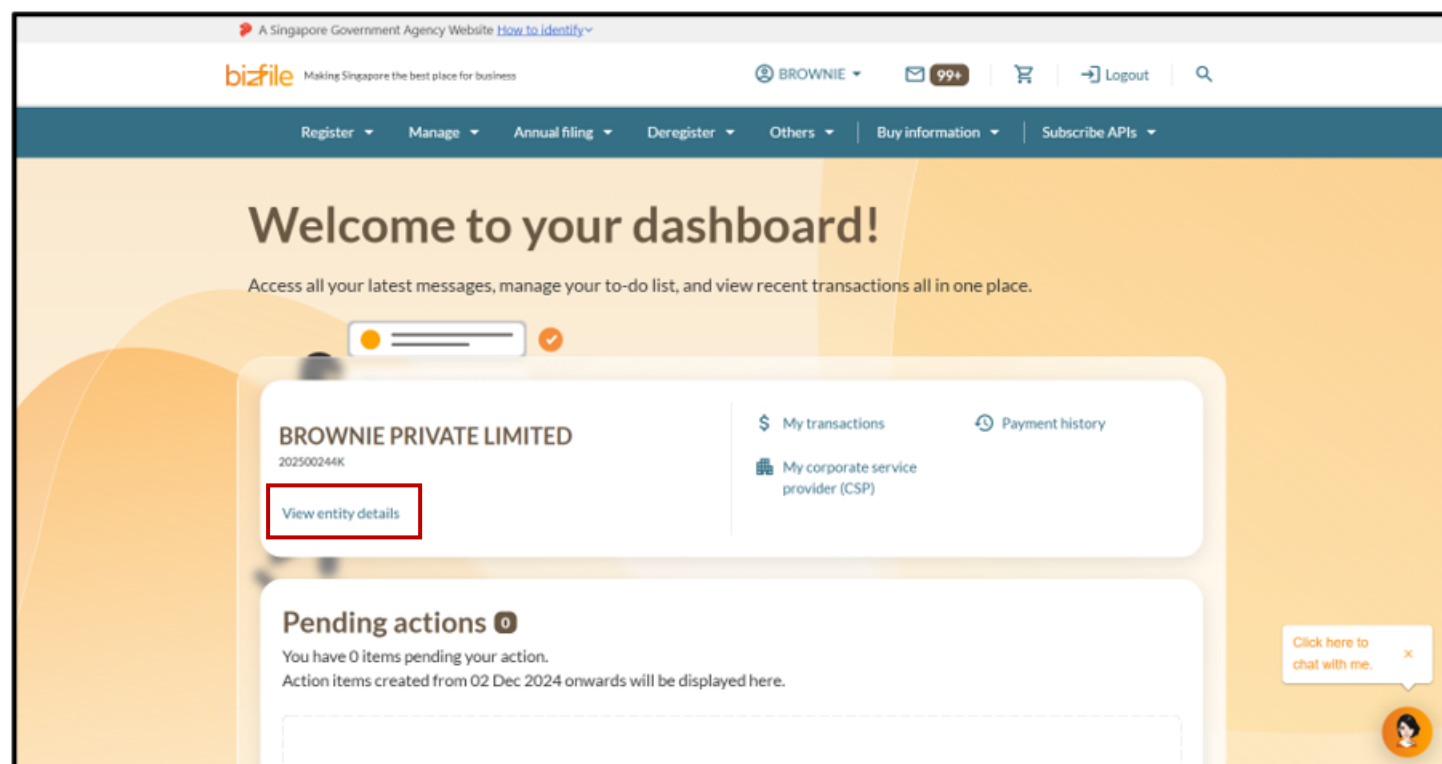 A Singapore Government Agency Website How to identify
bizfile Making Singapore the best place for business
BROWNIE
99+
Logout
Register Manage Annual filing Deregister Others Buy information Subscribe APIs
Welcome to your dashboard!
Access all your latest messages, manage your to-do list, and view recent transactions all in one place.
BROWNIE PRIVATE LIMITED
202500244K
View entity details
$ My transactions
Payment history
My corporate service
provider (CSP)
Pending actions 0
You have 0 items pending your action.
Action items created from 02 Dec 2024 onwards will be displayed here.
Click here to
chat with me.